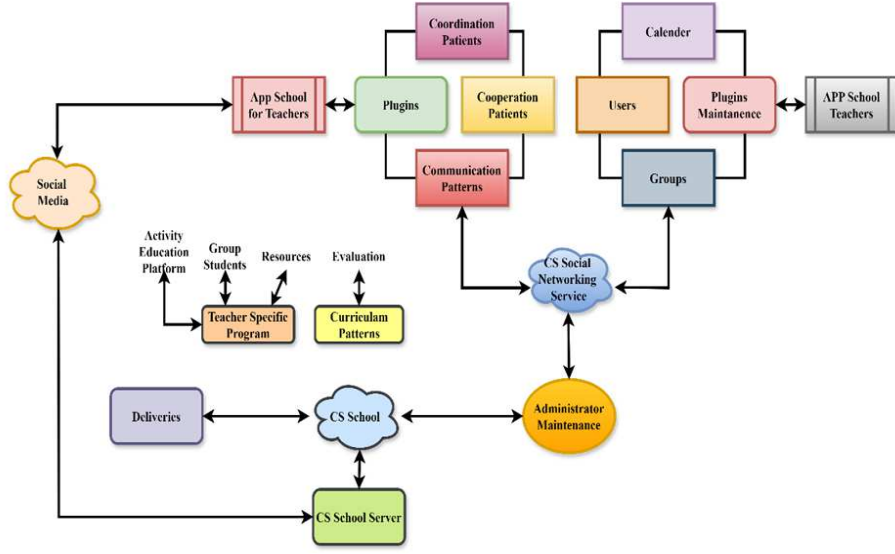 Coordination
Patients
Calender
App School
for Teachers
Plugins
Cooperation
Patients
Users
Plugins
Maintanence
APP School
Teachers
Communication
Patterns
Groups
Social
Media
Activity
Education
Platform
Group
Students
Resources
Evaluation
CS Social
Networking
Service
Teacher Specific
Program
Curriculam
Patterns
Deliveries
CS School
Administrator
Maintenance
CS School Server